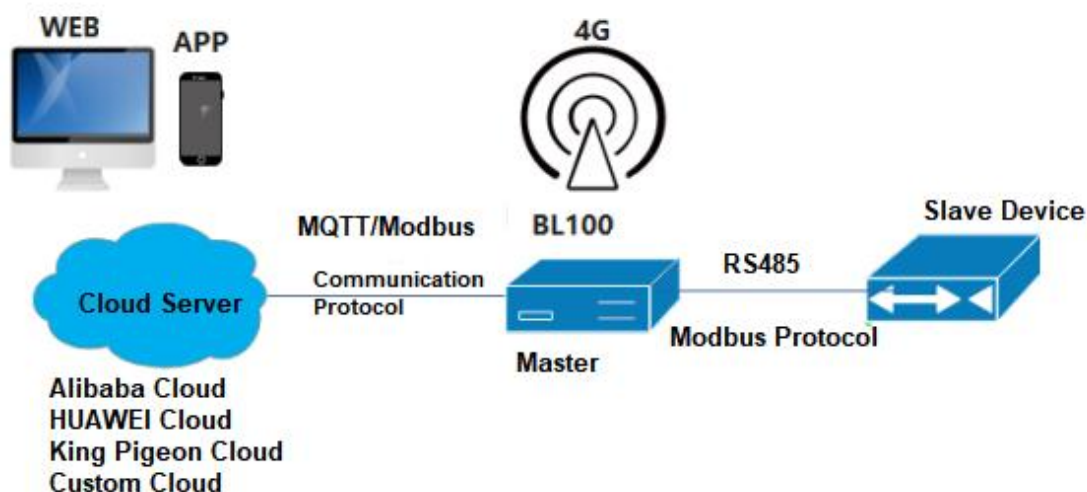 WEB
APP
4G
MQTT/Modbus
BL100
Slave Device
Communication
Protocol
RS485
Cloud Server
Master
Modbus Protocol
Alibaba Cloud
HUAWEI Cloud
King Pigeon Cloud
Custom Cloud